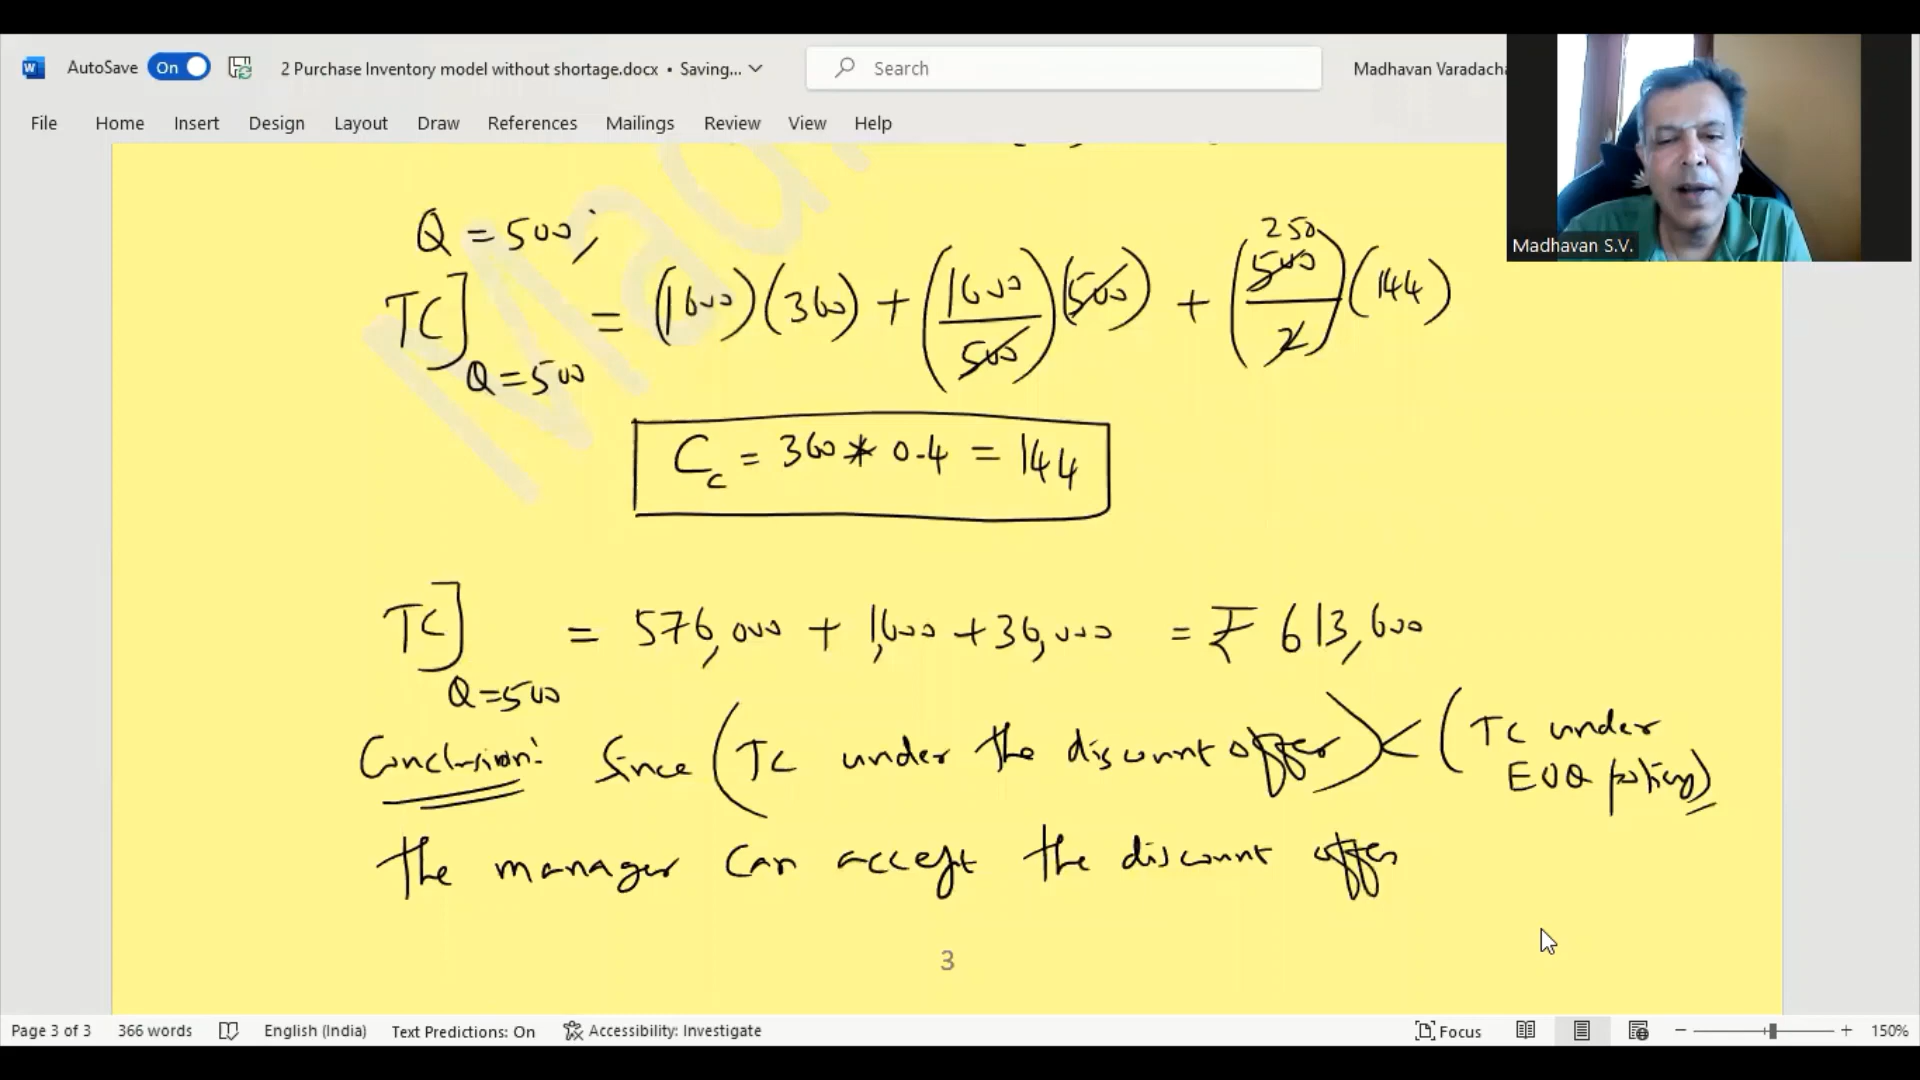 AutoSave On 2 Purchase Inventory model without shortage.docx • Saving... Search Madhavan Varadacha
File Home Insert Design Layout Draw References Mailings Review View Help
Madhavan S.V.
Q = 500;
250
TC]Q=500 = (1600)(360) + (1600/500)(500) + (500/2)(144)
Cc = 360 * 0.4 = 144
TC]Q=500 = 576,000 + 1,600 + 36,000 = ₹ 613,600
Conclusion: Since (TC under the discount offer) < (TC under
EOQ policy)
the manager can accept the discount offer
3
Page 3 of 3 366 words English (India) Text Predictions: On Accessibility: Investigate Focus 150%